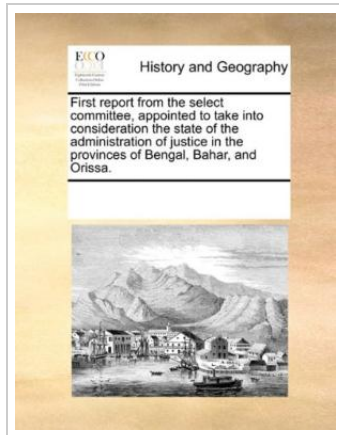 ECCO
History and Geography
First report from the select
committee, appointed to take into
consideration the state of the
administration of justice in the
provinces of Bengal, Bahar, and
Orissa.